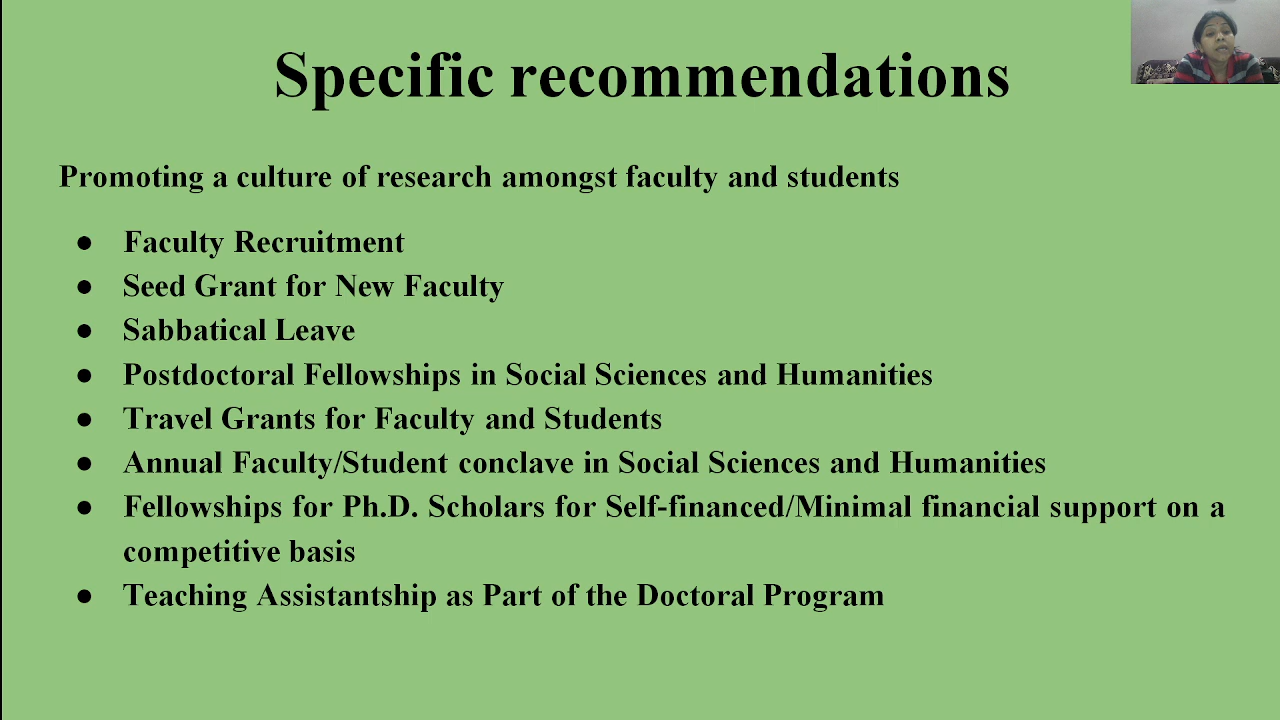 Specific recommendations
Promoting a culture of research amongst faculty and students
● Faculty Recruitment
● Seed Grant for New Faculty
● Sabbatical Leave
● Postdoctoral Fellowships in Social Sciences and Humanities
● Travel Grants for Faculty and Students
● Annual Faculty/Student conclave in Social Sciences and Humanities
● Fellowships for Ph.D. Scholars for Self-financed/Minimal financial support on a
competitive basis
● Teaching Assistantship as Part of the Doctoral Program